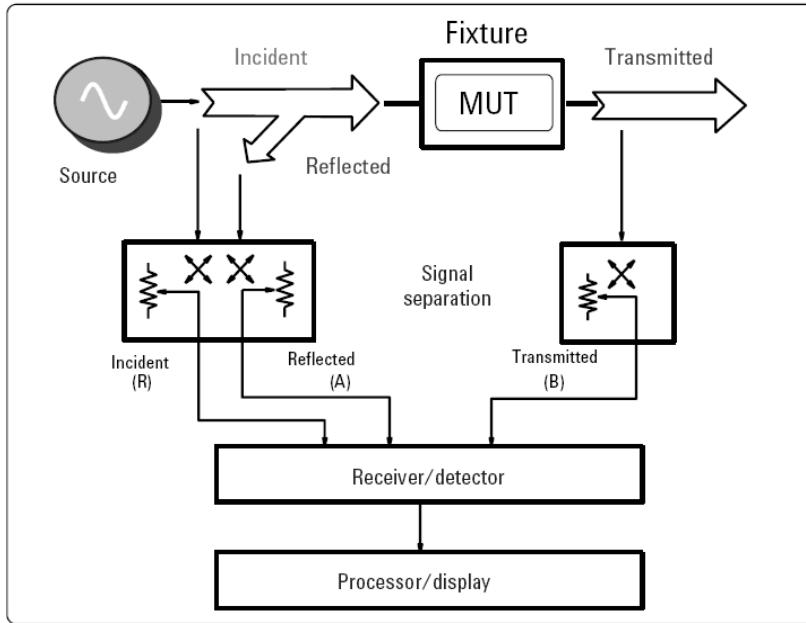 Fixture
Incident
Transmitted
MUT
Reflected
Source
Signal
separation
Incident
(R)
Reflected
(A)
Transmitted
(B)
Receiver/detector
Processor/display